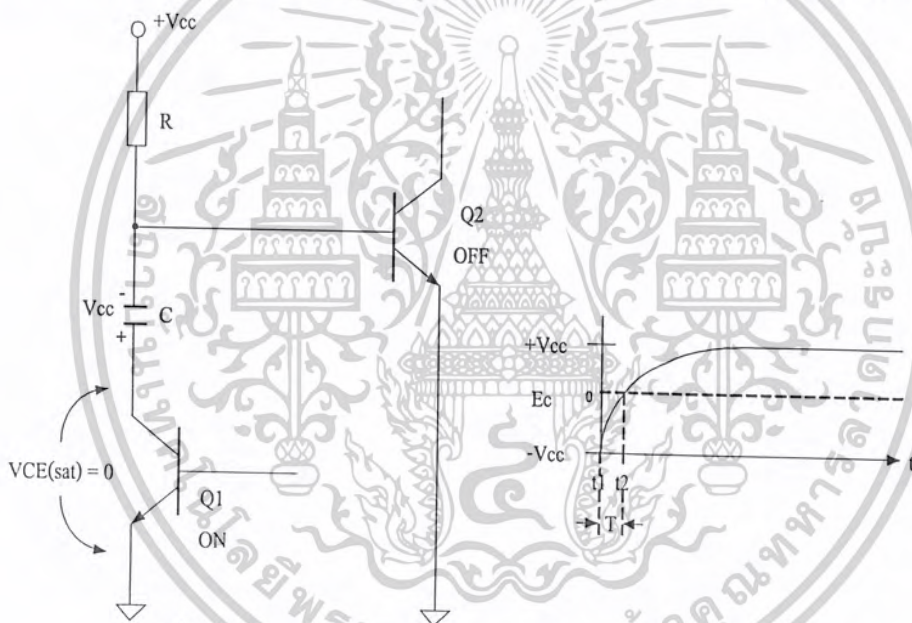 +Vcc
R
Q2
OFF
Vcc
-
C
+
VCE(sat) = 0
Q1
ON
+Vcc
Ec
0
-Vcc
t
t1
t2
T